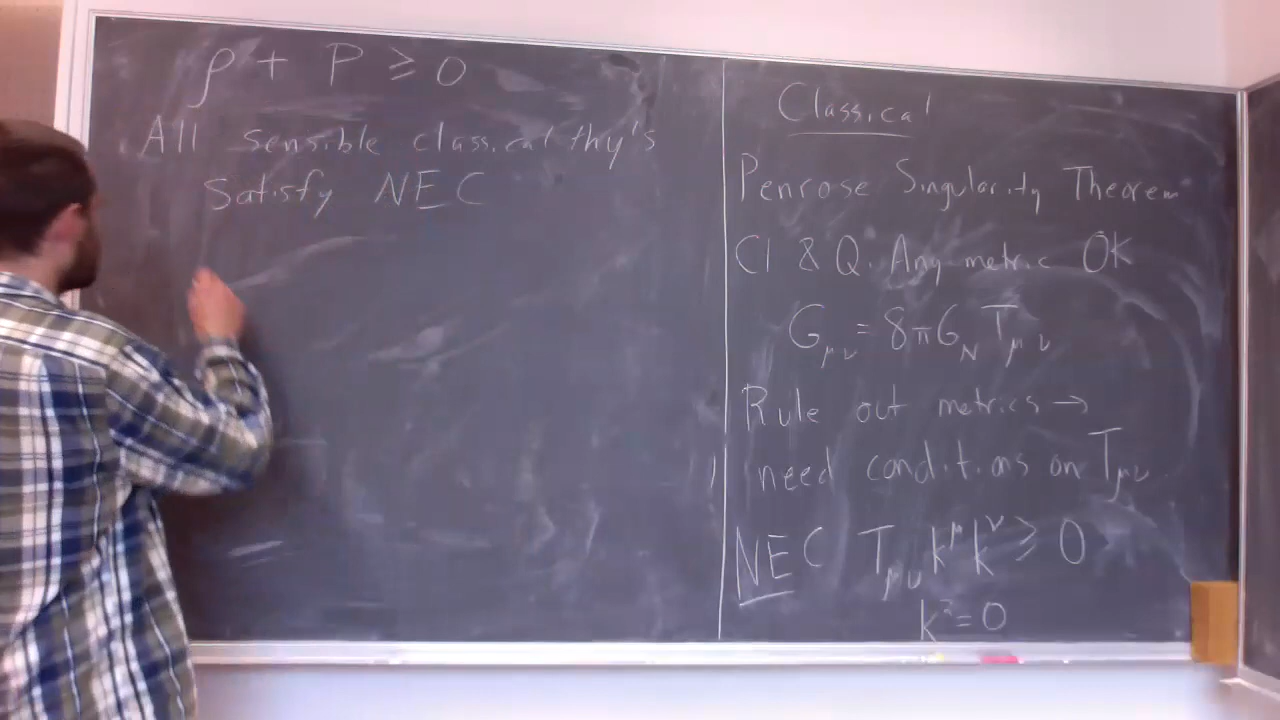 ρ + P ⩾ 0
All sensible classical thy's
Satisfy NEC
Classical
Penrose Singularity Theorem
Cl & Q: Any metric OK
G_μν = 8πG_N T_μν
Rule out metrics →
need conditions on T_μν
NEC T_μν k^μ k^ν ⩾ 0
k² = 0